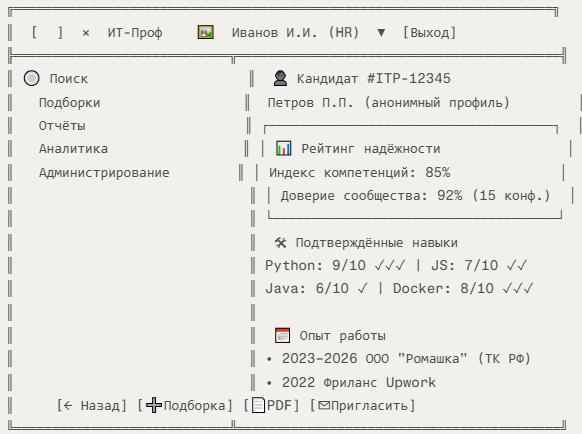 [ ] × ИТ-Проф 🖼 Иванов И.И. (HR) ▼ [Выход]
Поиск
Подборки
Отчёты
Аналитика
Администрирование
👤 Кандидат #ITP-12345
Петров П.П. (анонимный профиль)
📊 Рейтинг надёжности
Индекс компетенций: 85%
Доверие сообщества: 92% (15 конф.)
🛠 Подтверждённые навыки
Python: 9/10 ✓✓✓ | JS: 7/10 ✓✓
Java: 6/10 ✓ | Docker: 8/10 ✓✓✓
📅 Опыт работы
• 2023–2026 ООО "Ромашка" (ТК РФ)
• 2022 Фриланс Upwork
[← Назад] [➕Подборка] [📄PDF] [✉Пригласить]